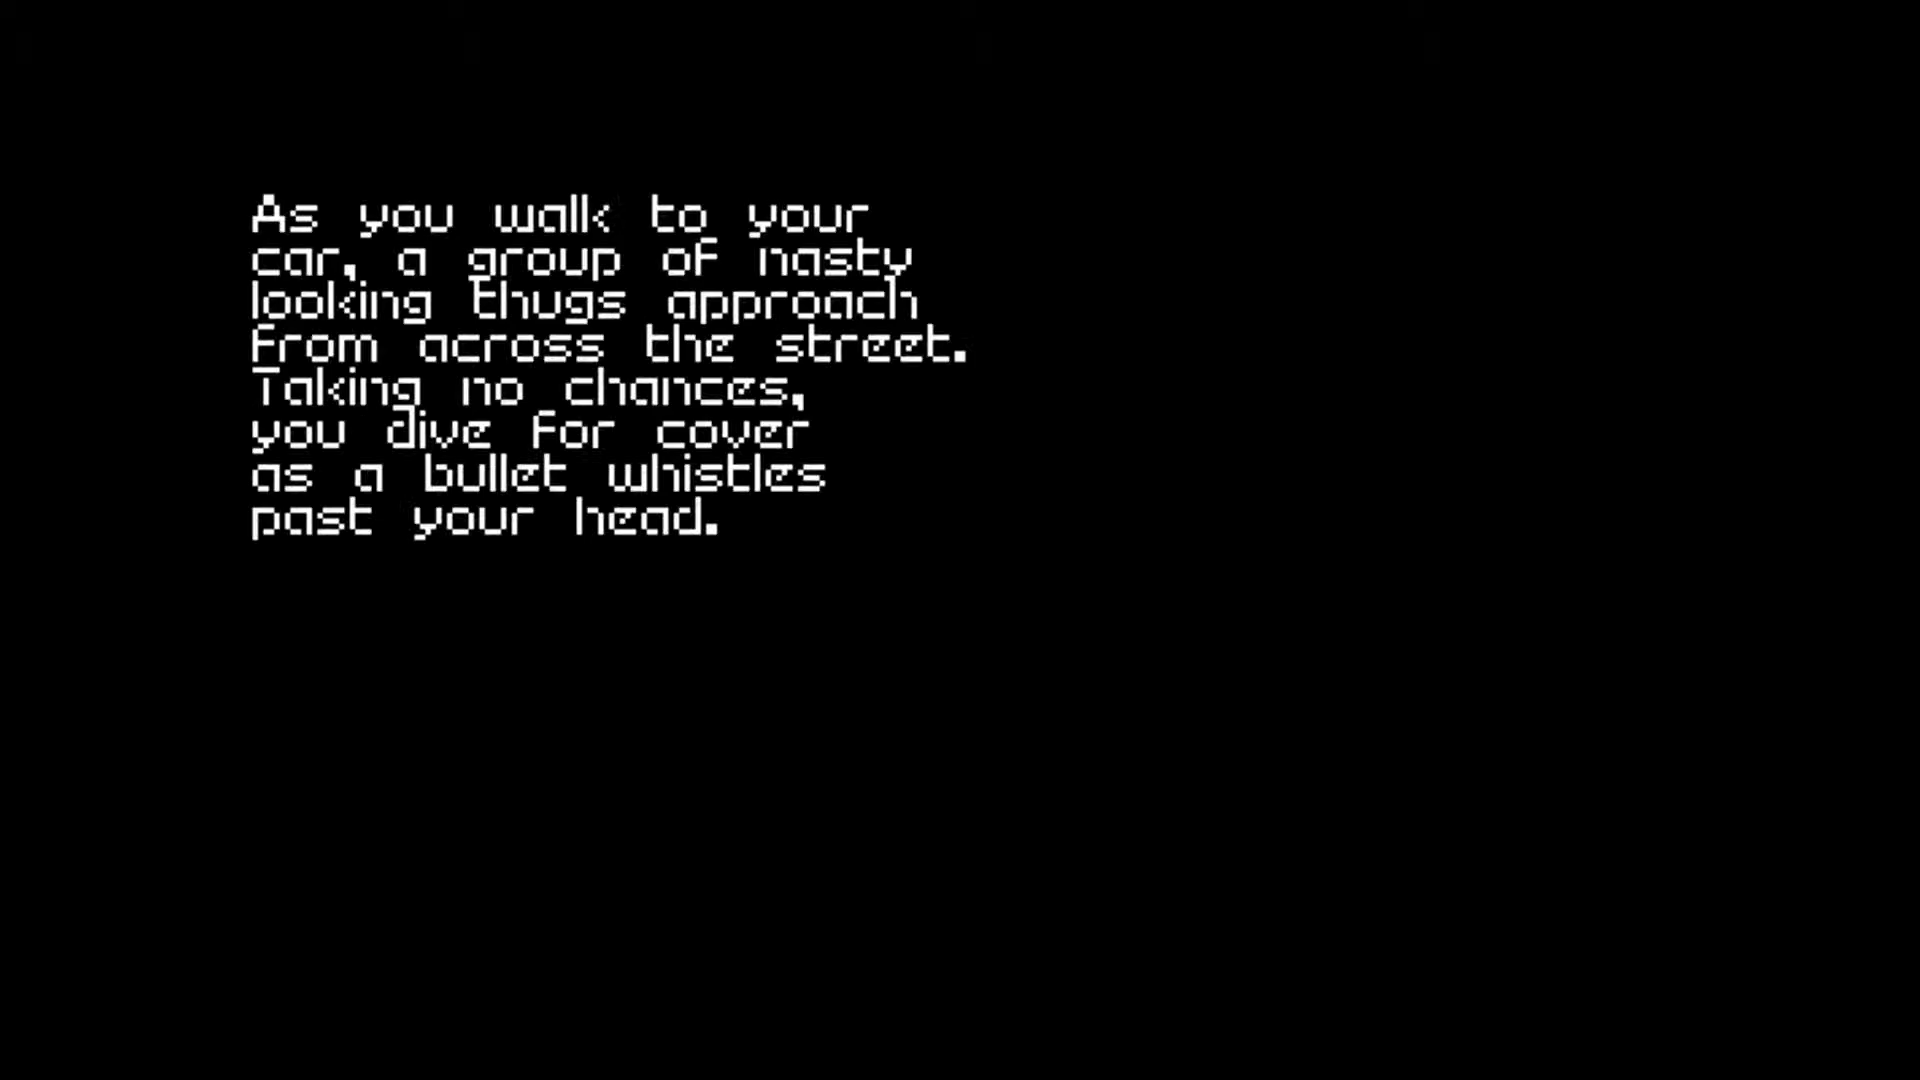 As you walk to your
car, a group of nasty
looking thugs approach
from across the street.
Taking no chances,
you dive for cover
as a bullet whistles
past your head.